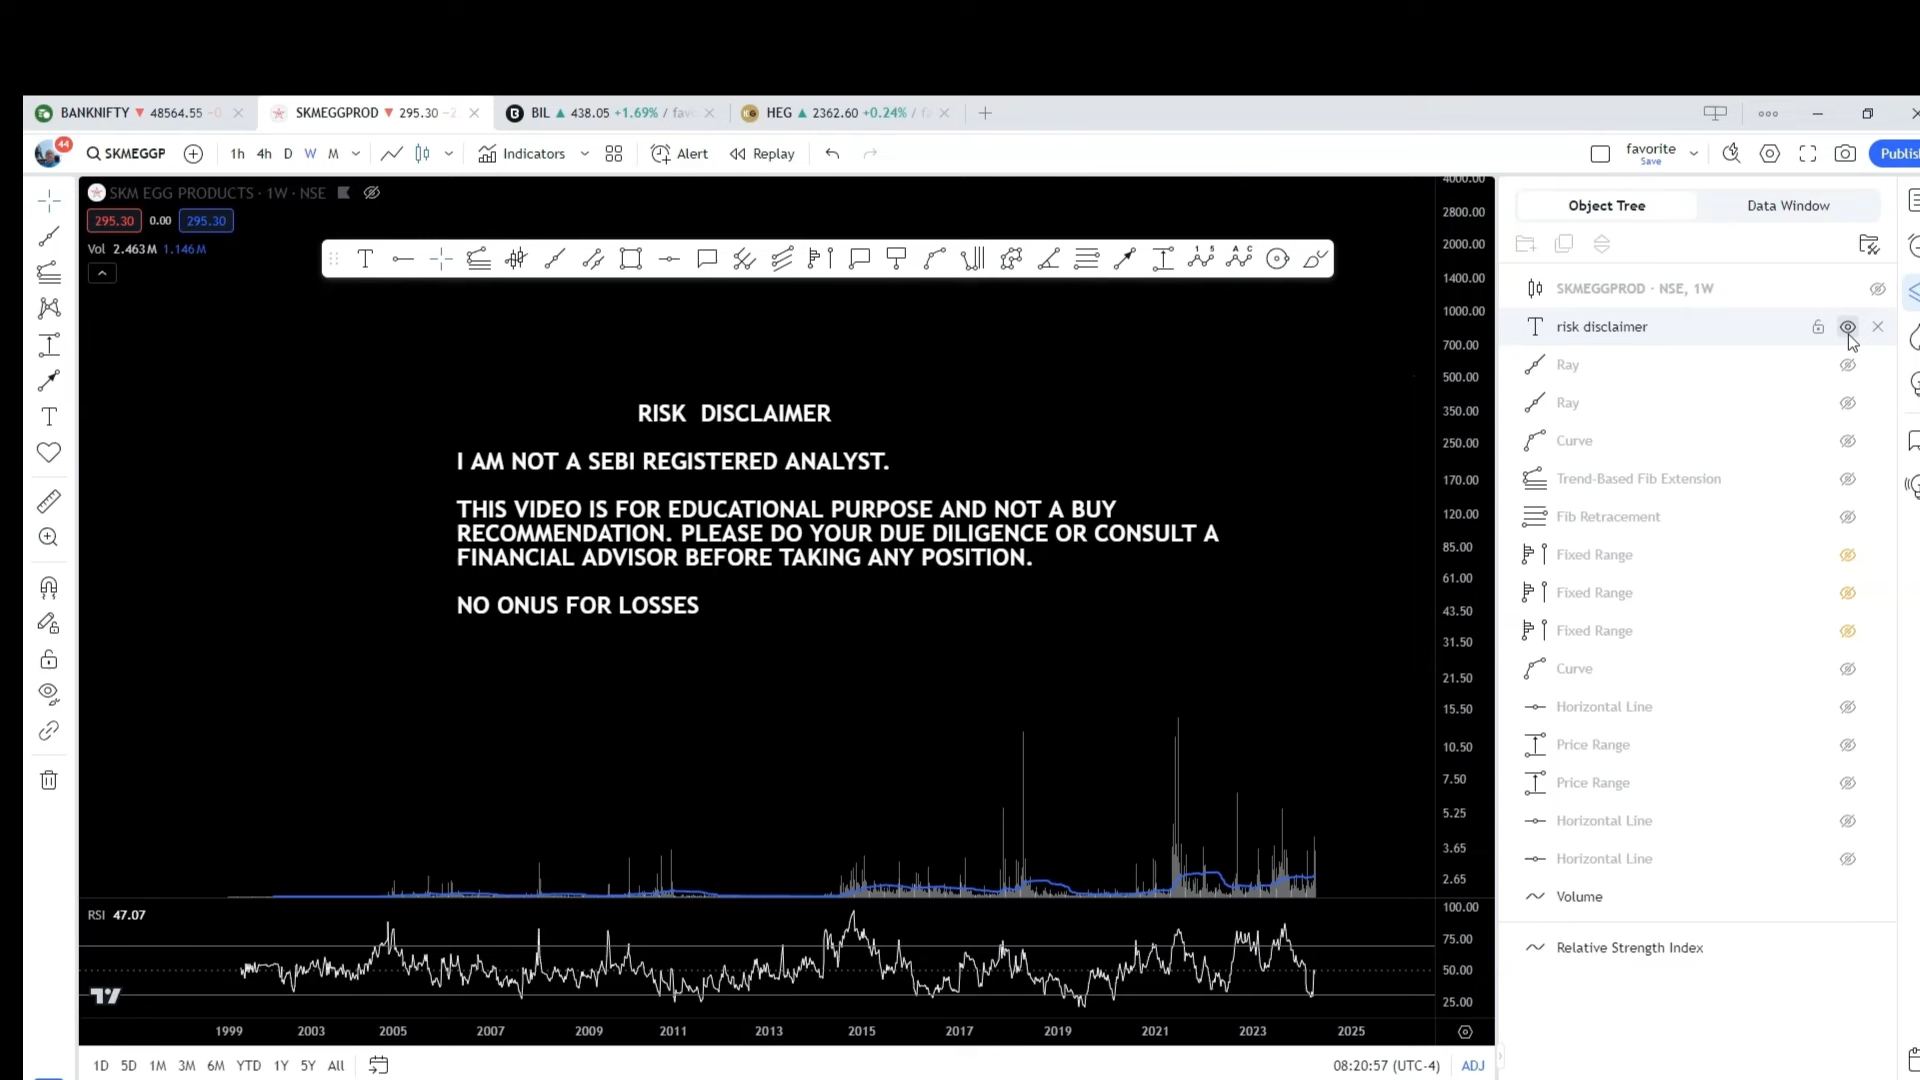 BANKNIFTY 48564.55 -0
SKMEGGPROD 295.30 -2
BIL 438.05 +1.69% / fav
HEG 2362.60 +0.24% / f
44
SKMEGGP
1h 4h D W M
Indicators
Alert
Replay
favorite
Save
Publis
SKM EGG PRODUCTS · 1W · NSE
295.30 0.00 295.30
Vol 2.463M 1.146M
RISK DISCLAIMER
I AM NOT A SEBI REGISTERED ANALYST.
THIS VIDEO IS FOR EDUCATIONAL PURPOSE AND NOT A BUY
RECOMMENDATION. PLEASE DO YOUR DUE DILIGENCE OR CONSULT A
FINANCIAL ADVISOR BEFORE TAKING ANY POSITION.
NO ONUS FOR LOSSES
4000.00
2800.00
2000.00
1400.00
1000.00
700.00
500.00
350.00
250.00
170.00
120.00
85.00
61.00
43.50
31.50
21.50
15.50
10.50
7.50
5.25
3.65
2.65
RSI 47.07
100.00
75.00
50.00
25.00
1999 2003 2005 2007 2009 2011 2013 2015 2017 2019 2021 2023 2025
1D 5D 1M 3M 6M YTD 1Y 5Y All
08:20:57 (UTC-4) ADJ
Object Tree
Data Window
SKMEGGPROD · NSE, 1W
risk disclaimer
Ray
Ray
Curve
Trend-Based Fib Extension
Fib Retracement
Fixed Range
Fixed Range
Fixed Range
Curve
Horizontal Line
Price Range
Price Range
Horizontal Line
Horizontal Line
Volume
Relative Strength Index